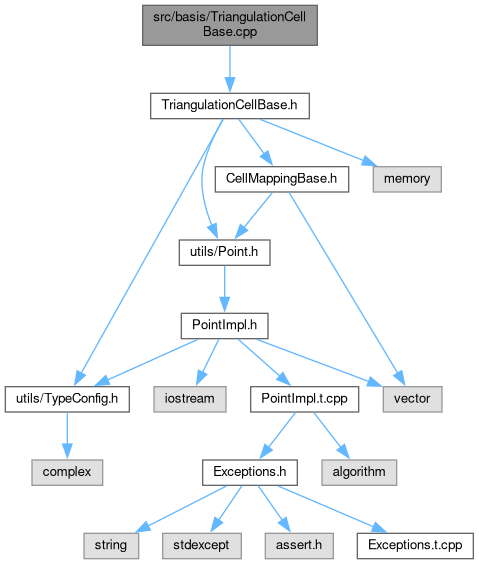 src/basis/TriangulationCell
Base.cpp
TriangulationCellBase.h
CellMappingBase.h
memory
utils/Point.h
PointImpl.h
utils/TypeConfig.h
iostream
PointImpl.t.cpp
vector
complex
Exceptions.h
algorithm
string
stdexcept
assert.h
Exceptions.t.cpp